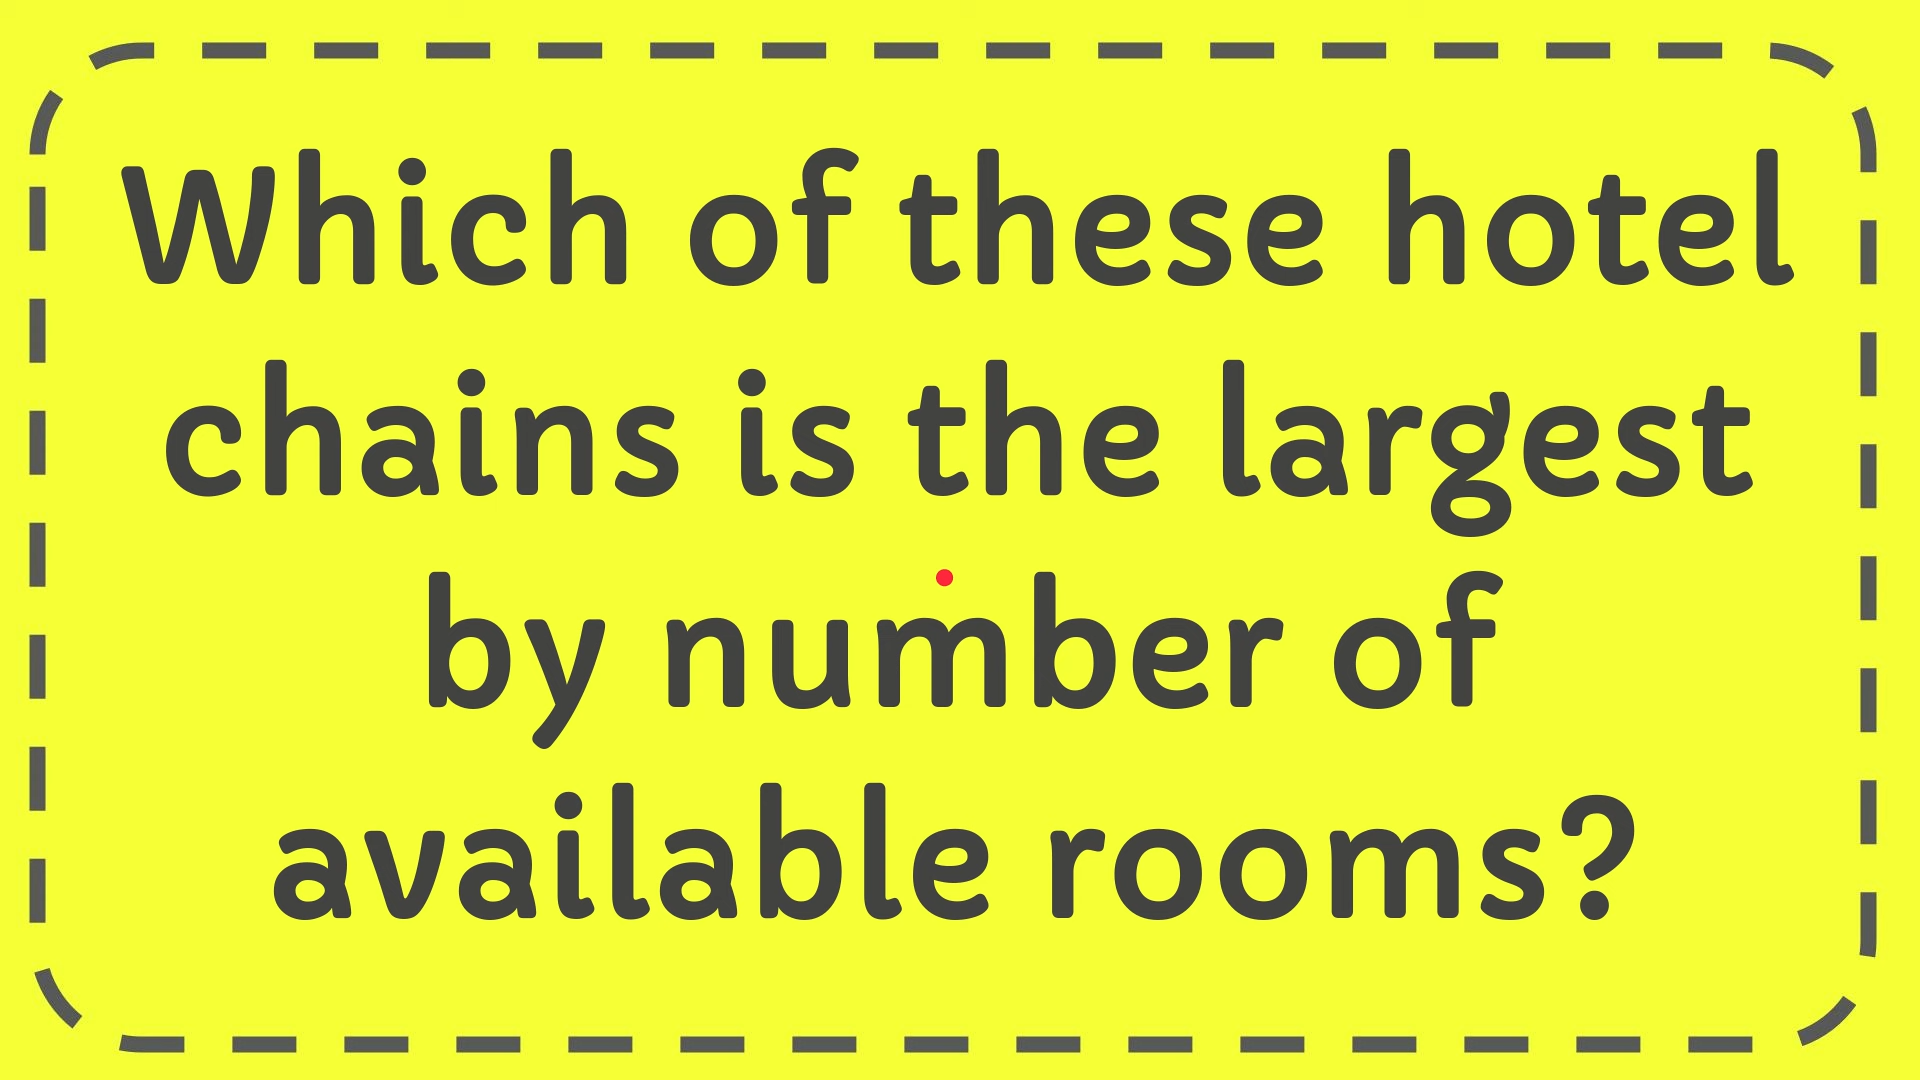 Which of these hotel
chains is the largest
by number of
available rooms?